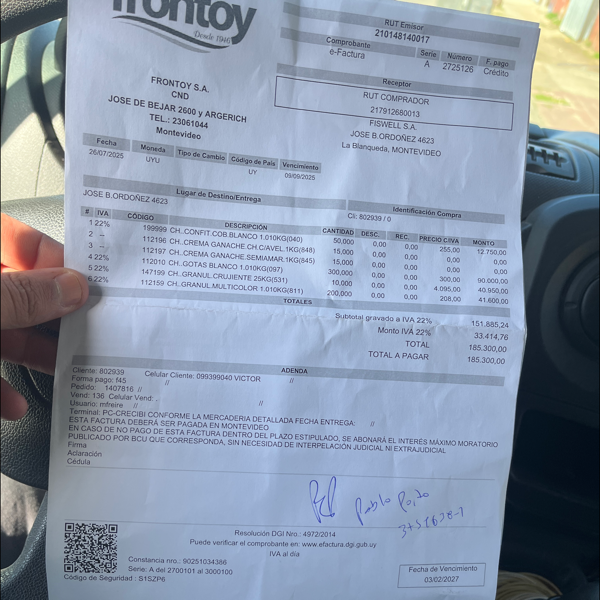 frontoy
Desde 1946
RUT Emisor
210148140017
Comprobante Serie Número F. pago
e-Factura A 2725126 Crédito
Receptor
RUT COMPRADOR
217912680013
FISWELL S.A.
JOSE B.ORDOÑEZ 4623
La Blanqueda, MONTEVIDEO
FRONTOY S.A.
CND
JOSE DE BEJAR 2600 y ARGERICH
TEL.: 23061044
Montevideo
Fecha Moneda Tipo de Cambio Código de País Vencimiento
26/07/2025 UYU UY 09/09/2025
Lugar de Destino/Entrega Identificación Compra
JOSE B.ORDOÑEZ 4623 CI: 802939 / 0
# IVA CÓDIGO DESCRIPCIÓN CANTIDAD DESC. REC. PRECIO C/IVA MONTO
1 22% 199999 CH..CONFIT.COB.BLANCO 1.010KG(040) 50,000 0,00 0,00 255,00 12.750,00
2 -- 112196 CH..CREMA GANACHE.CH C/AVEL.1KG(848) 15,000 0,00 0,00 0,00 0,00
3 -- 112197 CH..CREMA GANACHE.SEMIAMAR.1KG(845) 15,000 0,00 0,00 0,00 0,00
4 22% 112010 CH..GOTAS BLANCO 1.010KG(097) 300,000 0,00 0,00 300,00 90.000,00
5 22% 147199 CH..GRANUL.CRUJIENTE 25KG(531) 10,000 0,00 0,00 4.095,00 40.950,00
6 22% 112159 CH..GRANUL.MULTICOLOR 1.010KG(811) 200,000 0,00 0,00 208,00 41.600,00
TOTALES
Subtotal gravado a IVA 22% 151.885,24
Monto IVA 22% 33.414,76
TOTAL 185.300,00
TOTAL A PAGAR 185.300,00
ADENDA
Cliente: 802939 Celular Cliente: 099399040 VICTOR //
Forma pago: f45 //
Pedido: 1407816 //
Vend: 136 Celular Vend: - //
Usuario: mfreire //
Terminal: PC-CRECIBI CONFORME LA MERCADERIA DETALLADA FECHA ENTREGA: //
ESTA FACTURA DEBERÁ SER PAGADA EN MONTEVIDEO
EN CASO DE NO PAGO DE ESTA FACTURA DENTRO DEL PLAZO ESTIPULADO, SE ABONARÁ EL INTERÉS MÁXIMO MORATORIO
PUBLICADO POR BCU QUE CORRESPONDA, SIN NECESIDAD DE INTERPELACIÓN JUDICIAL NI EXTRAJUDICIAL
Firma
Aclaración
Cédula
Pablo
Resolución DGI Nro.: 4972/2014
Puede verificar el comprobante en: www.efactura.dgi.gub.uy
IVA al día
Constancia nro.: 90251034386
Serie: A del 2700101 al 3000100
Código de Seguridad : S1SZP6
Fecha de Vencimiento
03/02/2027